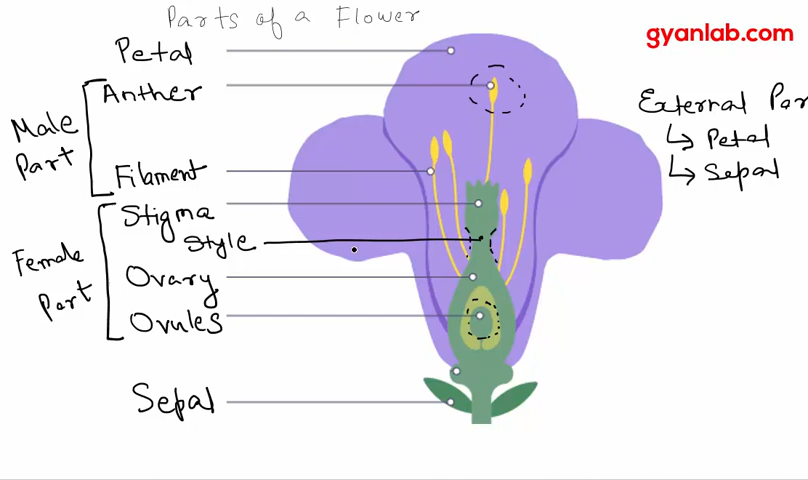 Parts of a Flower
gyanlab.com
Petal
Anther
Male
Part
Filament
Stigma
Style
Female
Part
Ovary
Ovules
Sepal
External Par
↳ Petal
↳ Sepal